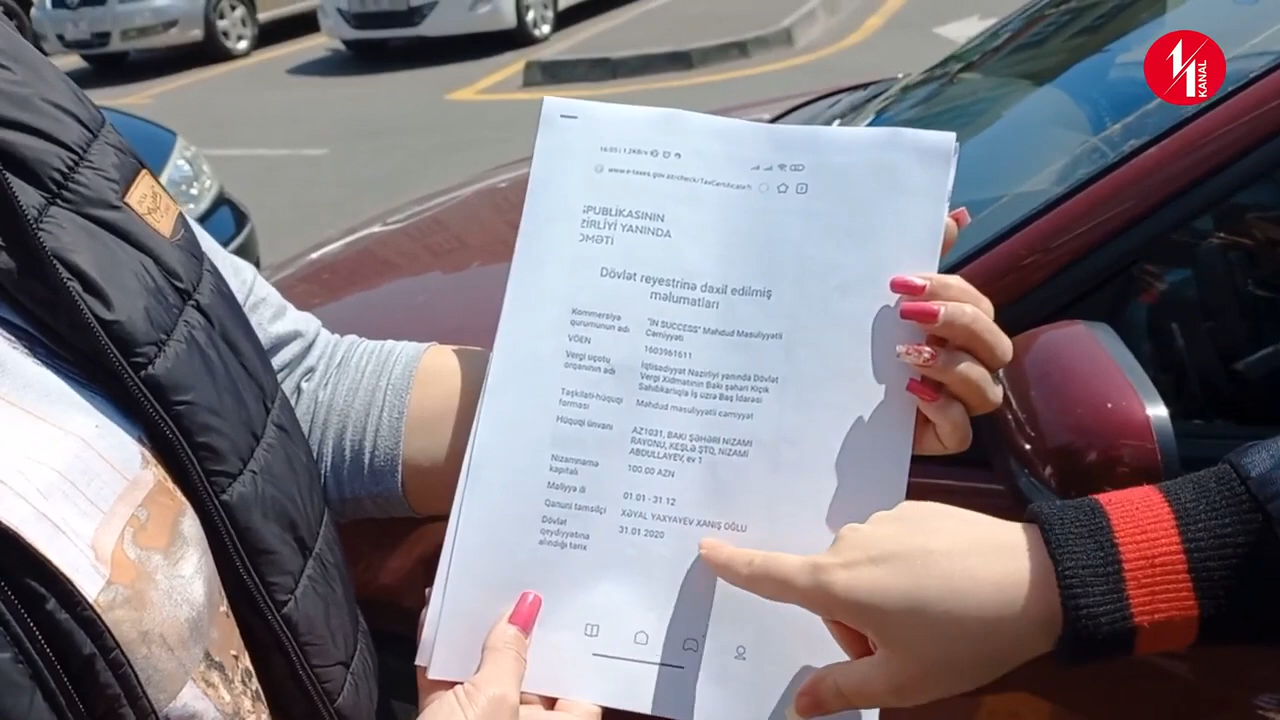 KANAL
16:05 | 1,2KB/s
www.e-taxes.gov.az/check/TaxCertificate?
SPUBLİKASININ
ZİRLİYİ YANINDA
DMƏTİ
Dövlət reyestrinə daxil edilmiş
məlumatları
Kommersiya
qurumunun adı
"İN SUCCESS" Məhdud Məsuliyyətli
Cəmiyyəti
VÖEN
1603961611
Vergi uçotu
orqanının adı
İqtisadiyyat Nazirliyi yanında Dövlət
Vergi Xidmətinin Bakı şəhəri Kiçik
Sahibkarlıqla İş üzrə Baş İdarəsi
Təşkilati-hüquqi
forması
Məhdud məsuliyyətli cəmiyyət
Hüquqi ünvanı
AZ1031, BAKI ŞƏHƏRİ NİZAMİ
RAYONU, KEŞLƏ ŞTQ, NİZAMİ
ABDULLAYEV, ev 1
Nizamnamə
kapitalı
100.00 AZN
Maliyyə ili
01.01 - 31.12
Qanuni təmsilçi
XƏYAL YAXYAYEV XANIŞ OĞLU
Dövlət
qeydiyyatına
alındığı tarix
31.01.2020